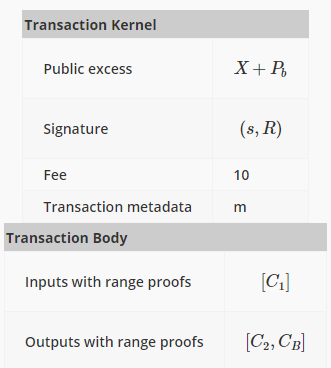 Transaction Kernel
Public excess X + P_b
Signature (s, R)
Fee 10
Transaction metadata m
Transaction Body
Inputs with range proofs [C_1]
Outputs with range proofs [C_2, C_B]